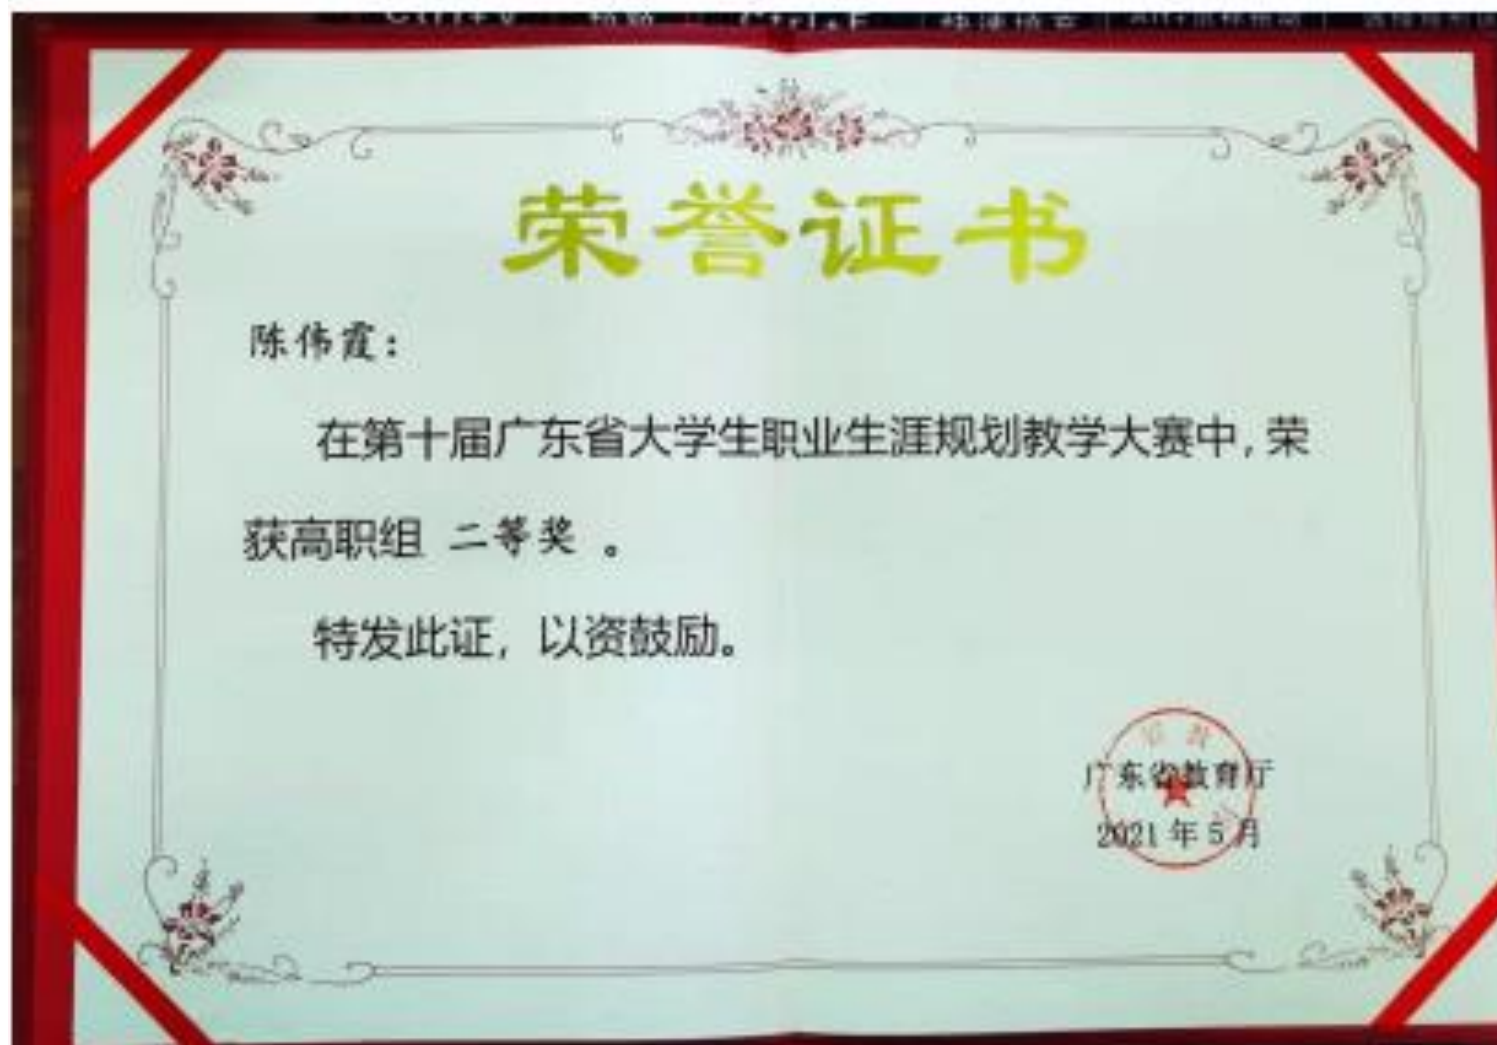 荣誉证书
陈伟霞：
在第十届广东省大学生职业生涯规划教学大赛中，荣
获高职组 二等奖 。
特发此证，以资鼓励。
广东省教育厅
2021年5月